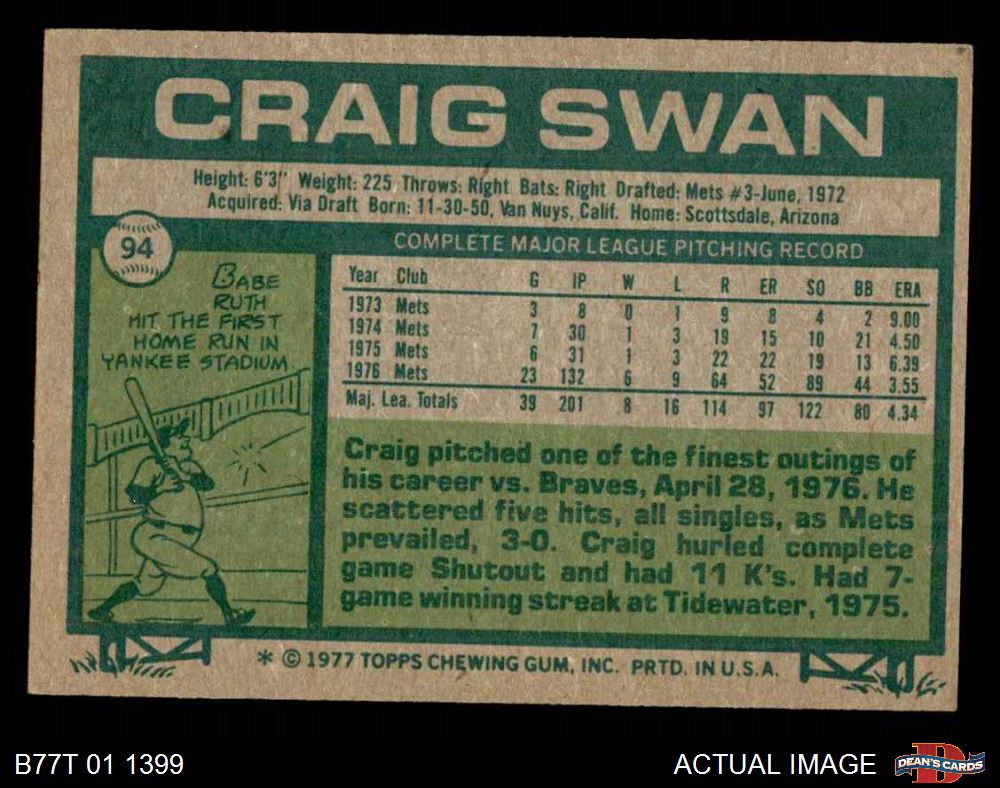 CRAIG SWAN
Height: 6'3" Weight: 225 Throws: Right Bats: Right Drafted: Mets #3-June, 1972
Acquired: Via Draft Born: 11-30-50, Van Nuys, Calif. Home: Scottsdale, Arizona
94
COMPLETE MAJOR LEAGUE PITCHING RECORD
BABE
RUTH
HIT THE FIRST
HOME RUN IN
YANKEE STADIUM.
Year Club G IP W L R ER SO BB ERA
1973 Mets 3 8 0 1 9 8 4 2 9.00
1974 Mets 7 30 1 3 19 15 10 21 4.50
1975 Mets 6 31 1 3 22 22 19 13 6.39
1976 Mets 23 132 6 9 64 52 89 44 3.55
Maj. Lea. Totals 39 201 8 16 114 97 122 80 4.34
Craig pitched one of the finest outings of
his career vs. Braves, April 28, 1976. He
scattered five hits, all singles, as Mets
prevailed, 3-0. Craig hurled complete
game Shutout and had 11 K's. Had 7-
game winning streak at Tidewater, 1975.
* © 1977 TOPPS CHEWING GUM, INC. PRTD. IN U.S.A.
B77T 01 1399
ACTUAL IMAGE
DEAN'S CARDS